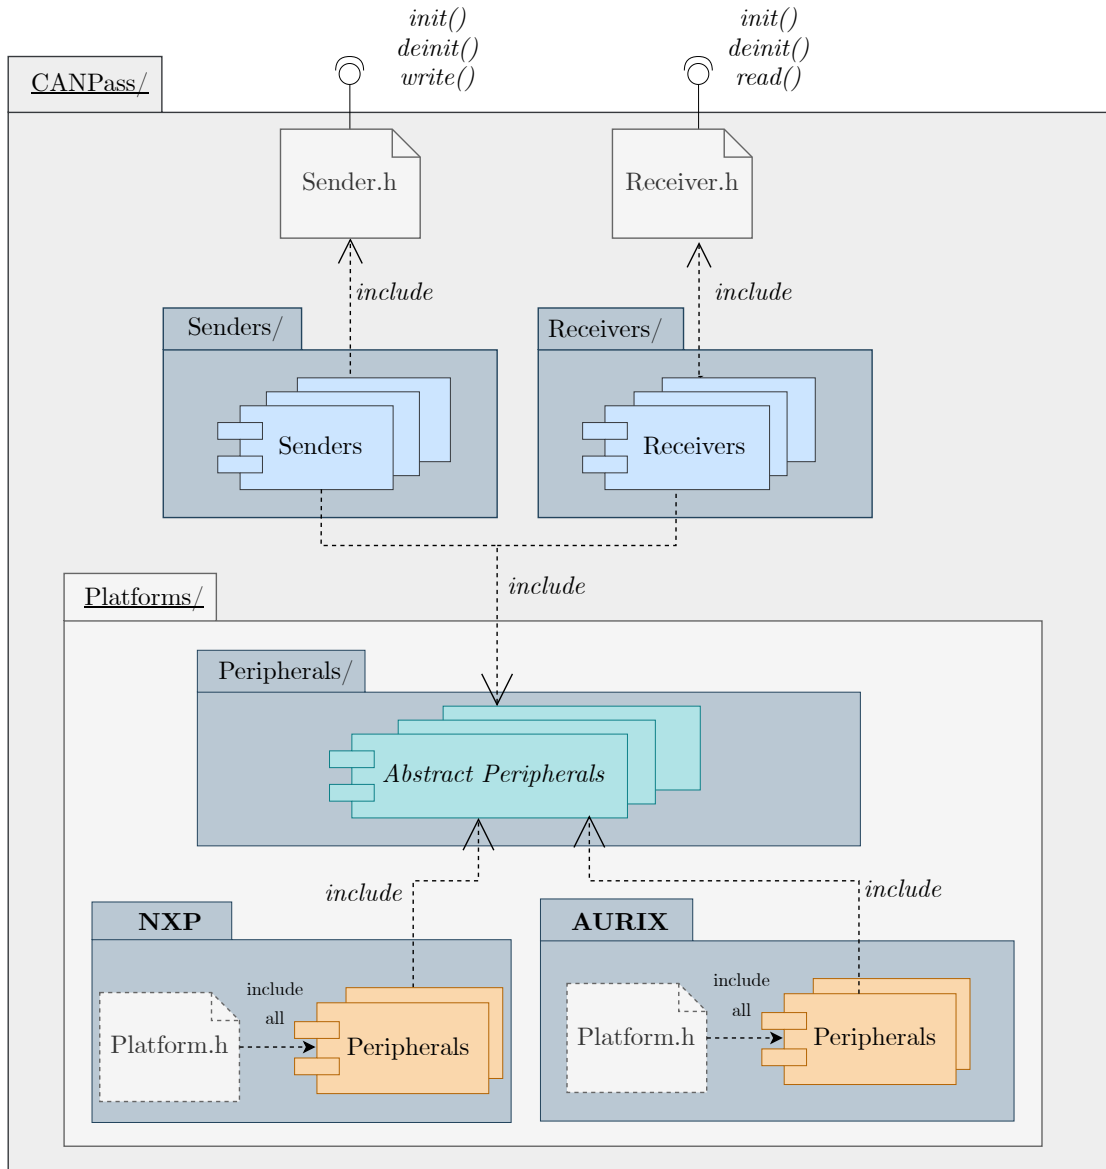 init()
deinit()
write()
init()
deinit()
read()
CANPass/
Sender.h
Receiver.h
include
include
Senders/
Receivers/
Senders
Receivers
include
Platforms/
Peripherals/
Abstract Peripherals
include
include
NXP
AURIX
include
all
Platform.h
Peripherals
include
all
Platform.h
Peripherals